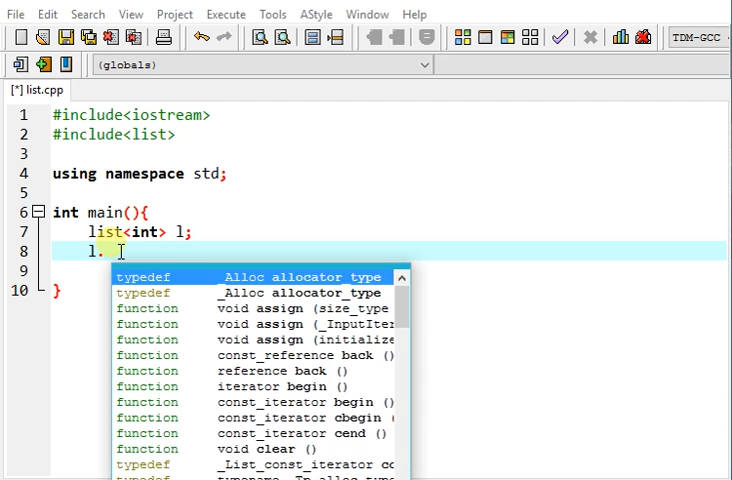 File Edit Search View Project Execute Tools AStyle Window Help
TDM-GCC
(globals)
[*] list.cpp
1 #include<iostream>
2 #include<list>
3
4 using namespace std;
5
6 int main(){
7 list<int> l;
8 l.
9
10 }
typedef _Alloc allocator_type
typedef _Alloc allocator_type
function void assign (size_type
function void assign (_InputIter
function void assign (initialize
function const_reference back ()
function reference back ()
function iterator begin ()
function const_iterator begin ()
function const_iterator cbegin (
function const_iterator cend ()
function void clear ()
typedef _List_const_iterator co
typedef typename _Tp_alloc_type